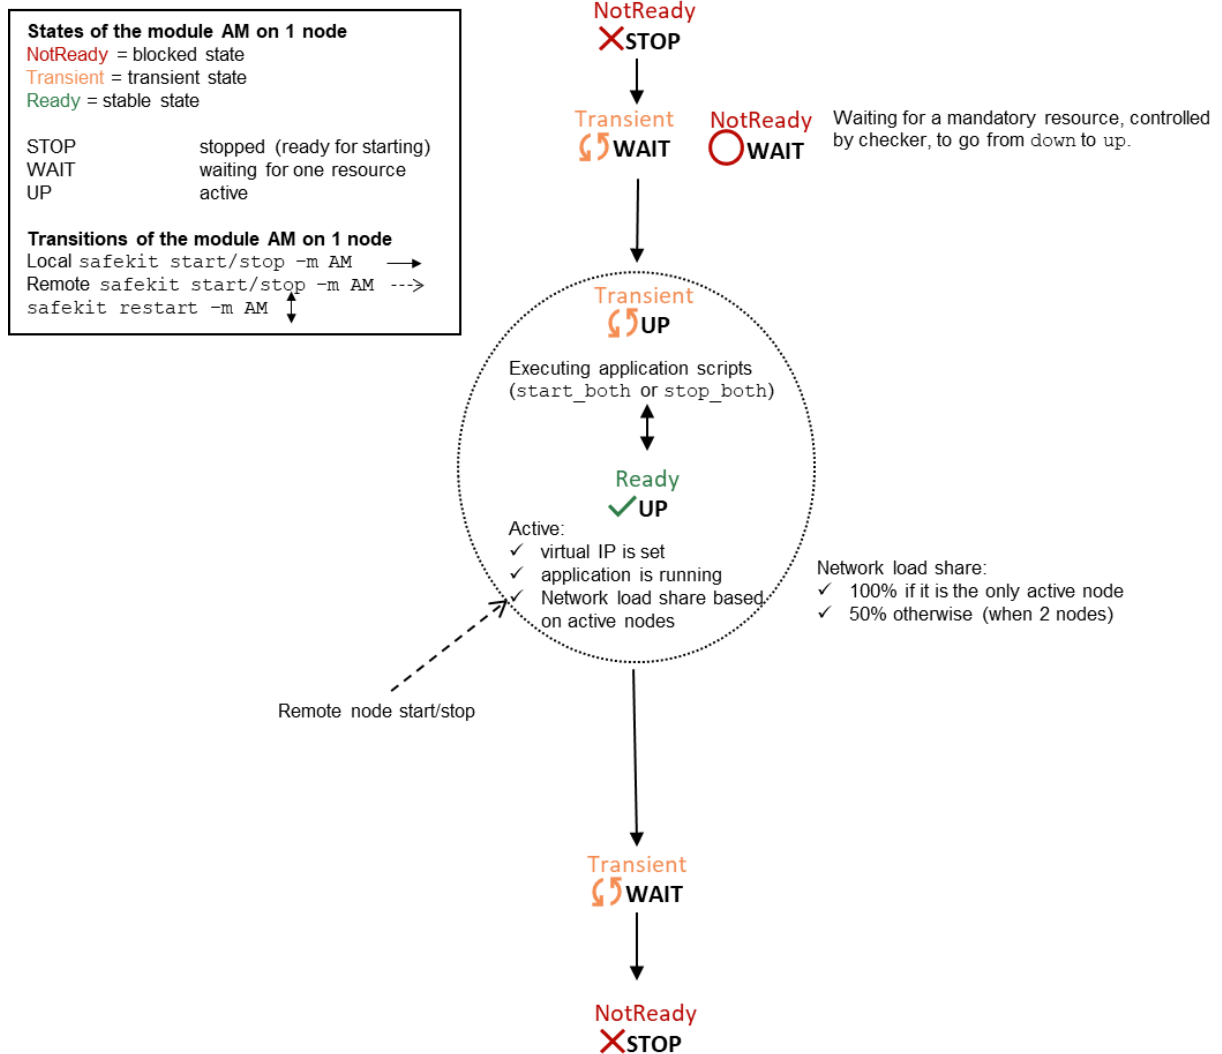 States of the module AM on 1 node
NotReady = blocked state
Transient = transient state
Ready = stable state
STOP stopped (ready for starting)
WAIT waiting for one resource
UP active
Transitions of the module AM on 1 node
Local safekit start/stop –m AM
Remote safekit start/stop –m AM
safekit restart –m AM
NotReady
STOP
Transient
WAIT
NotReady
WAIT
Waiting for a mandatory resource, controlled
by checker, to go from down to up.
Transient
UP
Executing application scripts
(start_both or stop_both)
Ready
UP
Active:
✓ virtual IP is set
✓ application is running
✓ Network load share based
on active nodes
Network load share:
✓ 100% if it is the only active node
✓ 50% otherwise (when 2 nodes)
Remote node start/stop
Transient
WAIT
NotReady
STOP